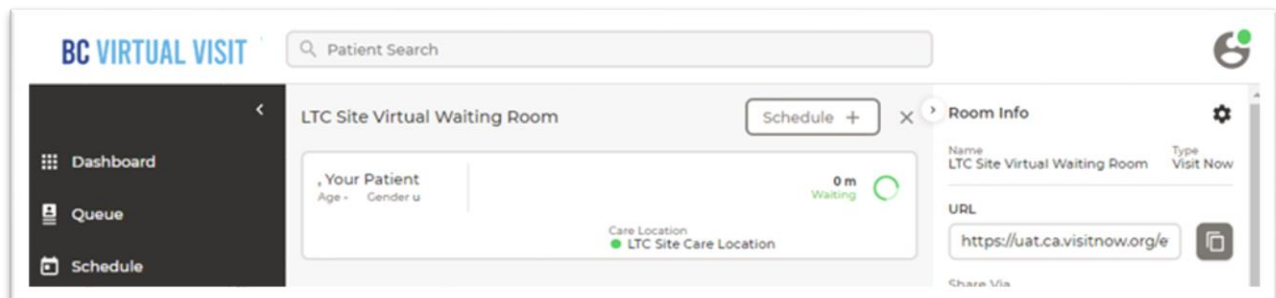 BC VIRTUAL VISIT
Patient Search
Dashboard
Queue
Schedule
LTC Site Virtual Waiting Room
Schedule +
, Your Patient
Age - Gender u
0 m
Waiting
Care Location
LTC Site Care Location
Room Info
Name
LTC Site Virtual Waiting Room
Type
Visit Now
URL
https://uat.ca.visitnow.org/e
Share Via